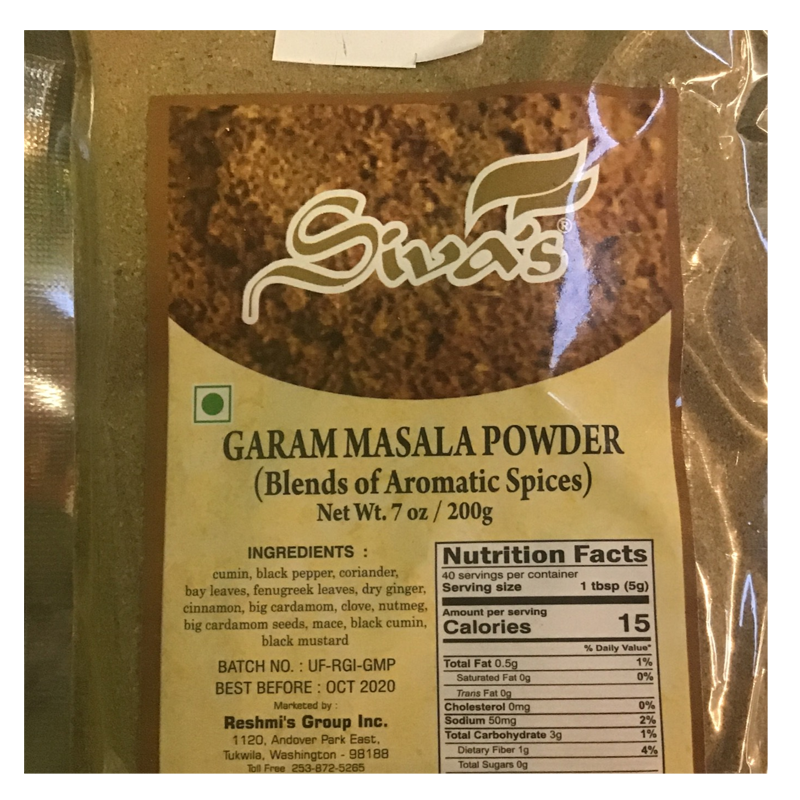 Siva's®
GARAM MASALA POWDER
(Blends of Aromatic Spices)
Net Wt. 7 oz / 200g
INGREDIENTS :
cumin, black pepper, coriander,
bay leaves, fenugreek leaves, dry ginger,
cinnamon, big cardamom, clove, nutmeg,
big cardamom seeds, mace, black cumin,
black mustard
BATCH NO. : UF-RGI-GMP
BEST BEFORE : OCT 2020
Marketed by :
Reshmi's Group Inc.
1120, Andover Park East,
Tukwila, Washington - 98188
Toll Free 253-872-5265
Nutrition Facts
40 servings per container
Serving size 1 tbsp (5g)
Amount per serving
Calories 15
% Daily Value*
Total Fat 0.5g 1%
Saturated Fat 0g 0%
Trans Fat 0g
Cholesterol 0mg 0%
Sodium 50mg 2%
Total Carbohydrate 3g 1%
Dietary Fiber 1g 4%
Total Sugars 0g